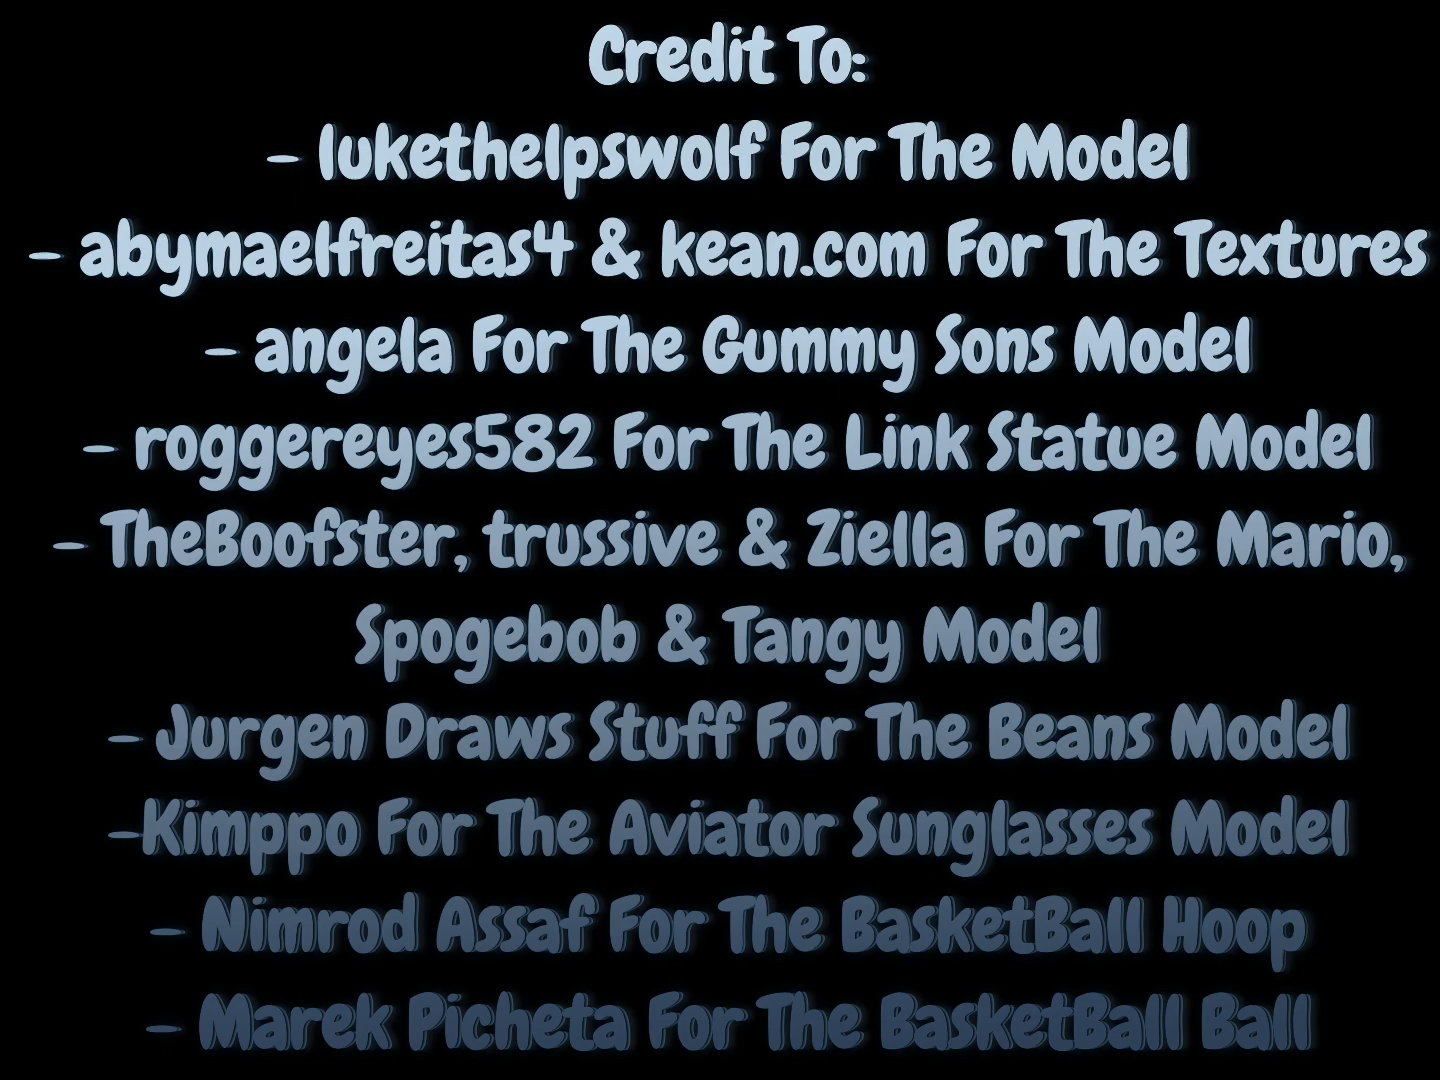 Credit To:
- lukethelpswolf For The Model
- abymaelfreitas4 & kean.com For The Textures
- angela For The Gummy Sons Model
- roggereyes582 For The Link Statue Model
- TheBoofster, trussive & Ziella For The Mario,
Spogebob & Tangy Model
- Jurgen Draws Stuff For The Beans Model
-Kimppo For The Aviator Sunglasses Model
- Nimrod Assaf For The BasketBall Hoop
- Marek Picheta For The BasketBall Ball